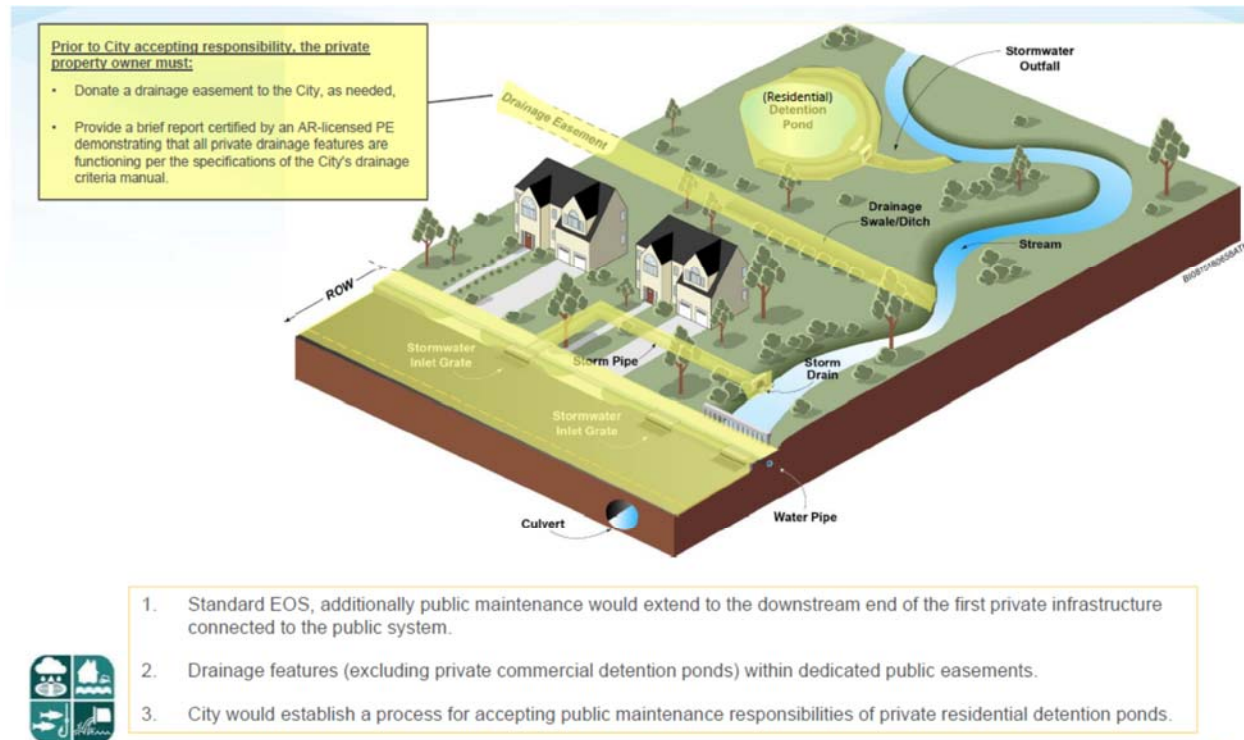 Prior to City accepting responsibility, the private
property owner must:
• Donate a drainage easement to the City, as needed,
• Provide a brief report certified by an AR-licensed PE
demonstrating that all private drainage features are
functioning per the specifications of the City's drainage
criteria manual.
Stormwater
Outfall
(Residential)
Detention
Pond
Drainage Easement
Drainage
Swale/Ditch
Stream
ROW
Stormwater
Inlet Grate
Storm Pipe
Storm
Drain
Stormwater
Inlet Grate
Water Pipe
Culvert
1. Standard EOS, additionally public maintenance would extend to the downstream end of the first private infrastructure
connected to the public system.
2. Drainage features (excluding private commercial detention ponds) within dedicated public easements.
3. City would establish a process for accepting public maintenance responsibilities of private residential detention ponds.